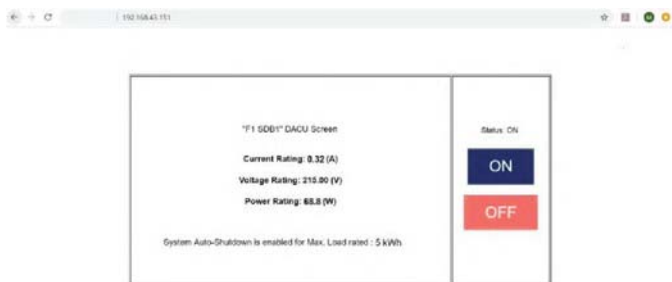 192.168.43.151
"F1 SDB1" DACU Screen
Current Rating: 0.32 (A)
Voltage Rating: 215.00 (V)
Power Rating: 68.8 (W)
System Auto-Shutdown is enabled for Max. Load rated : 5 kWh
Status: ON
ON
OFF